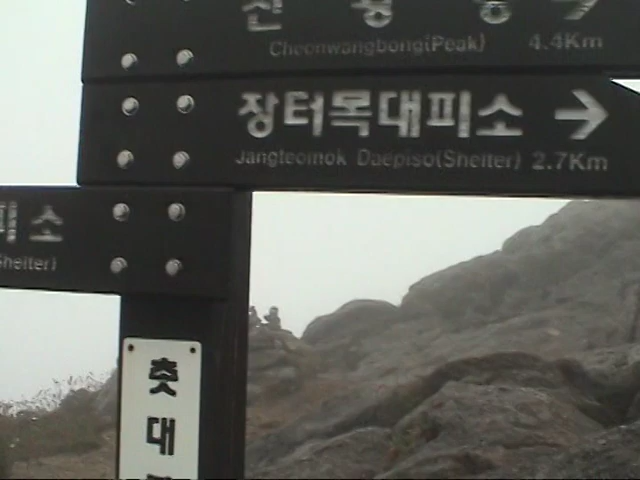 Cheonwangbong(Peak) 4.4Km
장터목대피소
Jangteomok Daepiso(Shelter) 2.7Km
피소
Shelter)
촛
대